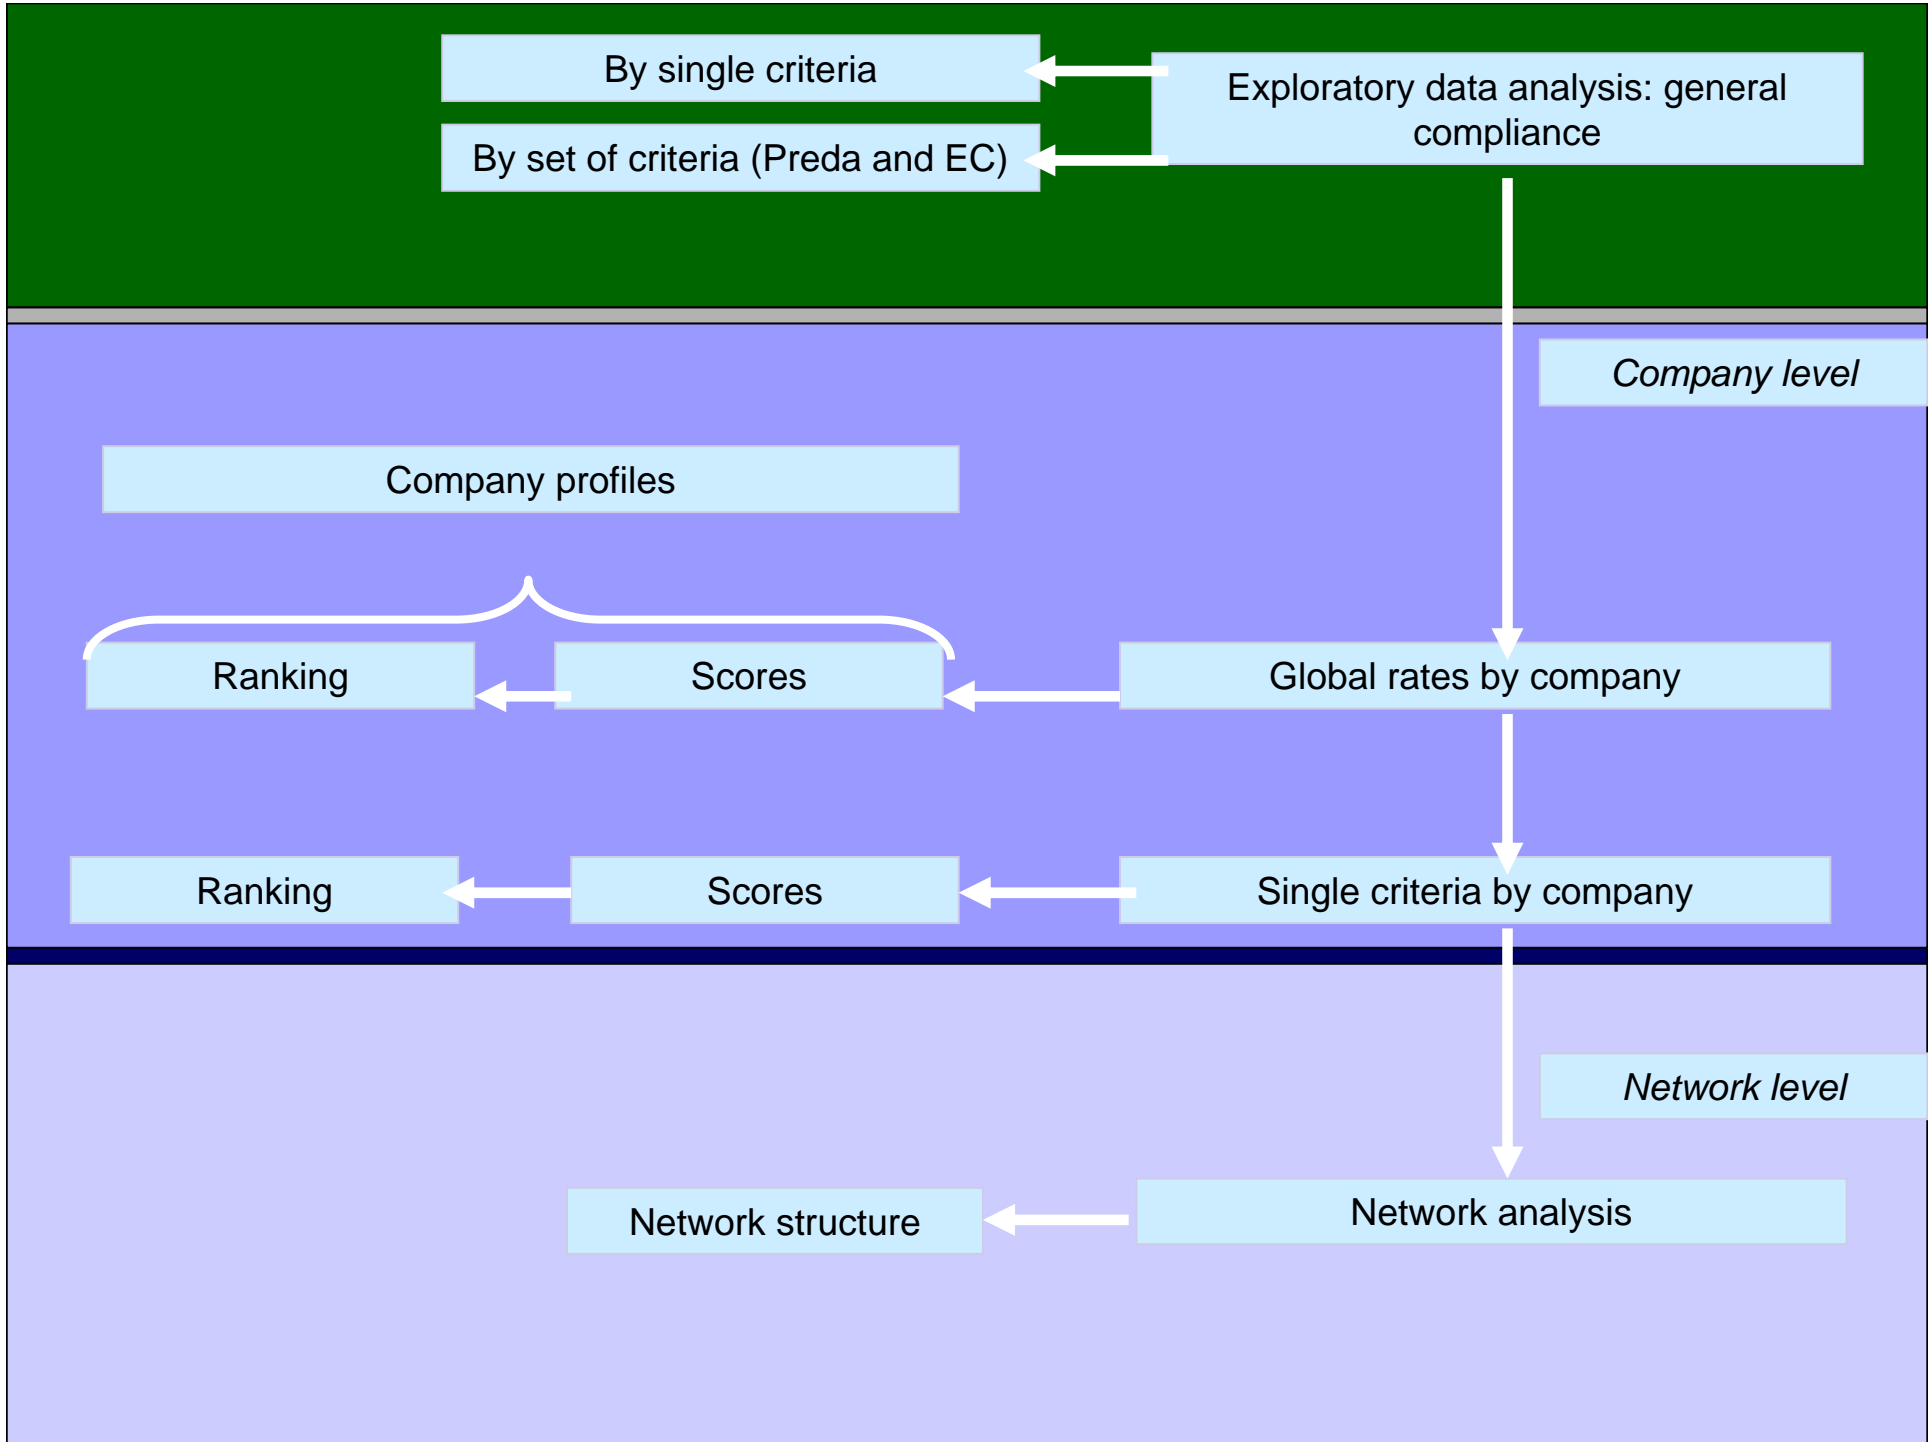 By single criteria
Exploratory data analysis: general
compliance
By set of criteria (Preda and EC)
Company level
Company profiles
Ranking
Scores
Global rates by company
Ranking
Scores
Single criteria by company
Network level
Network structure
Network analysis